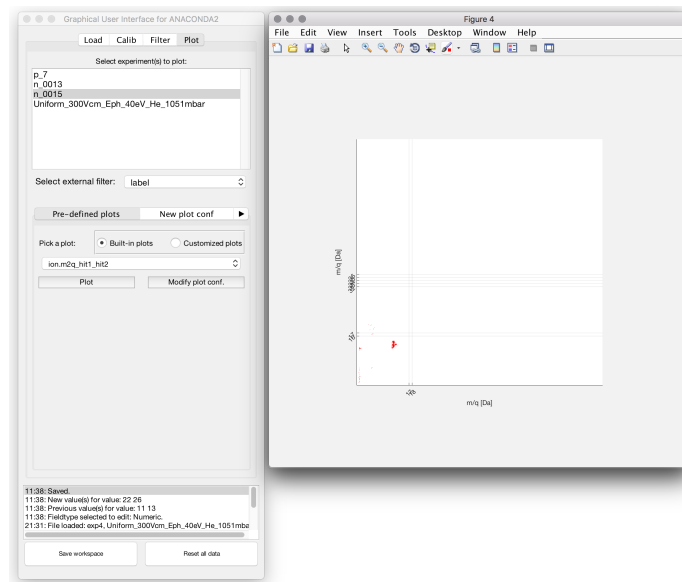 Graphical User Interface for ANACONDA2
Load Calib Filter Plot
Select experiment(s) to plot:
p_7
n_0013
n_0015
Uniform_300Vcm_Eph_40eV_He_1051mbar
Select external filter: label
Pre-defined plots New plot conf
Pick a plot: Built-in plots Customized plots
ion.m2q_hit1_hit2
Plot Modify plot conf.
11:38: Saved.
11:38: New value(s) for value: 22 26
11:38: Previous value(s) for value: 11 13
11:38: Fieldtype selected to edit: Numeric.
21:31: File loaded: exp4, Uniform_300Vcm_Eph_40eV_He_1051mba
Save workspace Reset all data
Figure 4
File Edit View Insert Tools Desktop Window Help
m/q [Da]
m/q [Da]